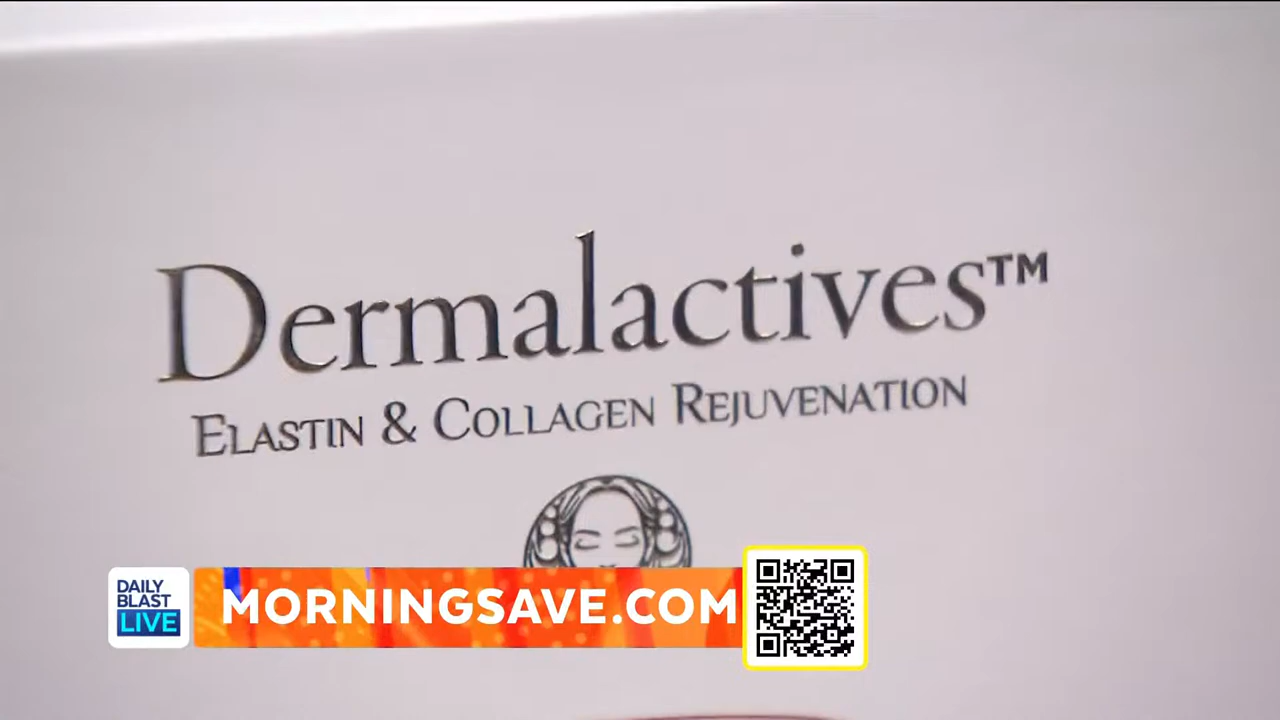 Dermalactives™
ELASTIN & COLLAGEN REJUVENATION
DAILY
BLAST
LIVE
MORNINGSAVE.COM